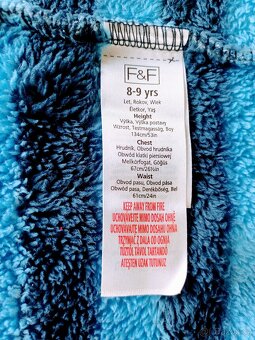 F&F
8-9 yrs
Let, Rokov, Wiek
Életkor, Yaş
Height
Výška, Výška postavy
Wzrost, Testmagasság, Boy
134cm/53in
Chest
Hrudník, Obvod hrudníka
Obwód klatki piersiowej
Mellkörfogat, Göğüs
67cm/26½in
Waist
Obvod pasu, Obvod pása
Obwód pasa, Derékbőség, Bel
61cm/24in
KEEP AWAY FROM FIRE
UCHOVÁVEJTE MIMO DOSAH OHNĚ
UCHOVÁVAJTE MIMO DOSAHU OHŇA
TRZYMAĆ Z DALA OD OGNIA
TŰZTŐL TÁVOL TARTANDÓ
ATEŞTEN UZAK TUTUNUZ